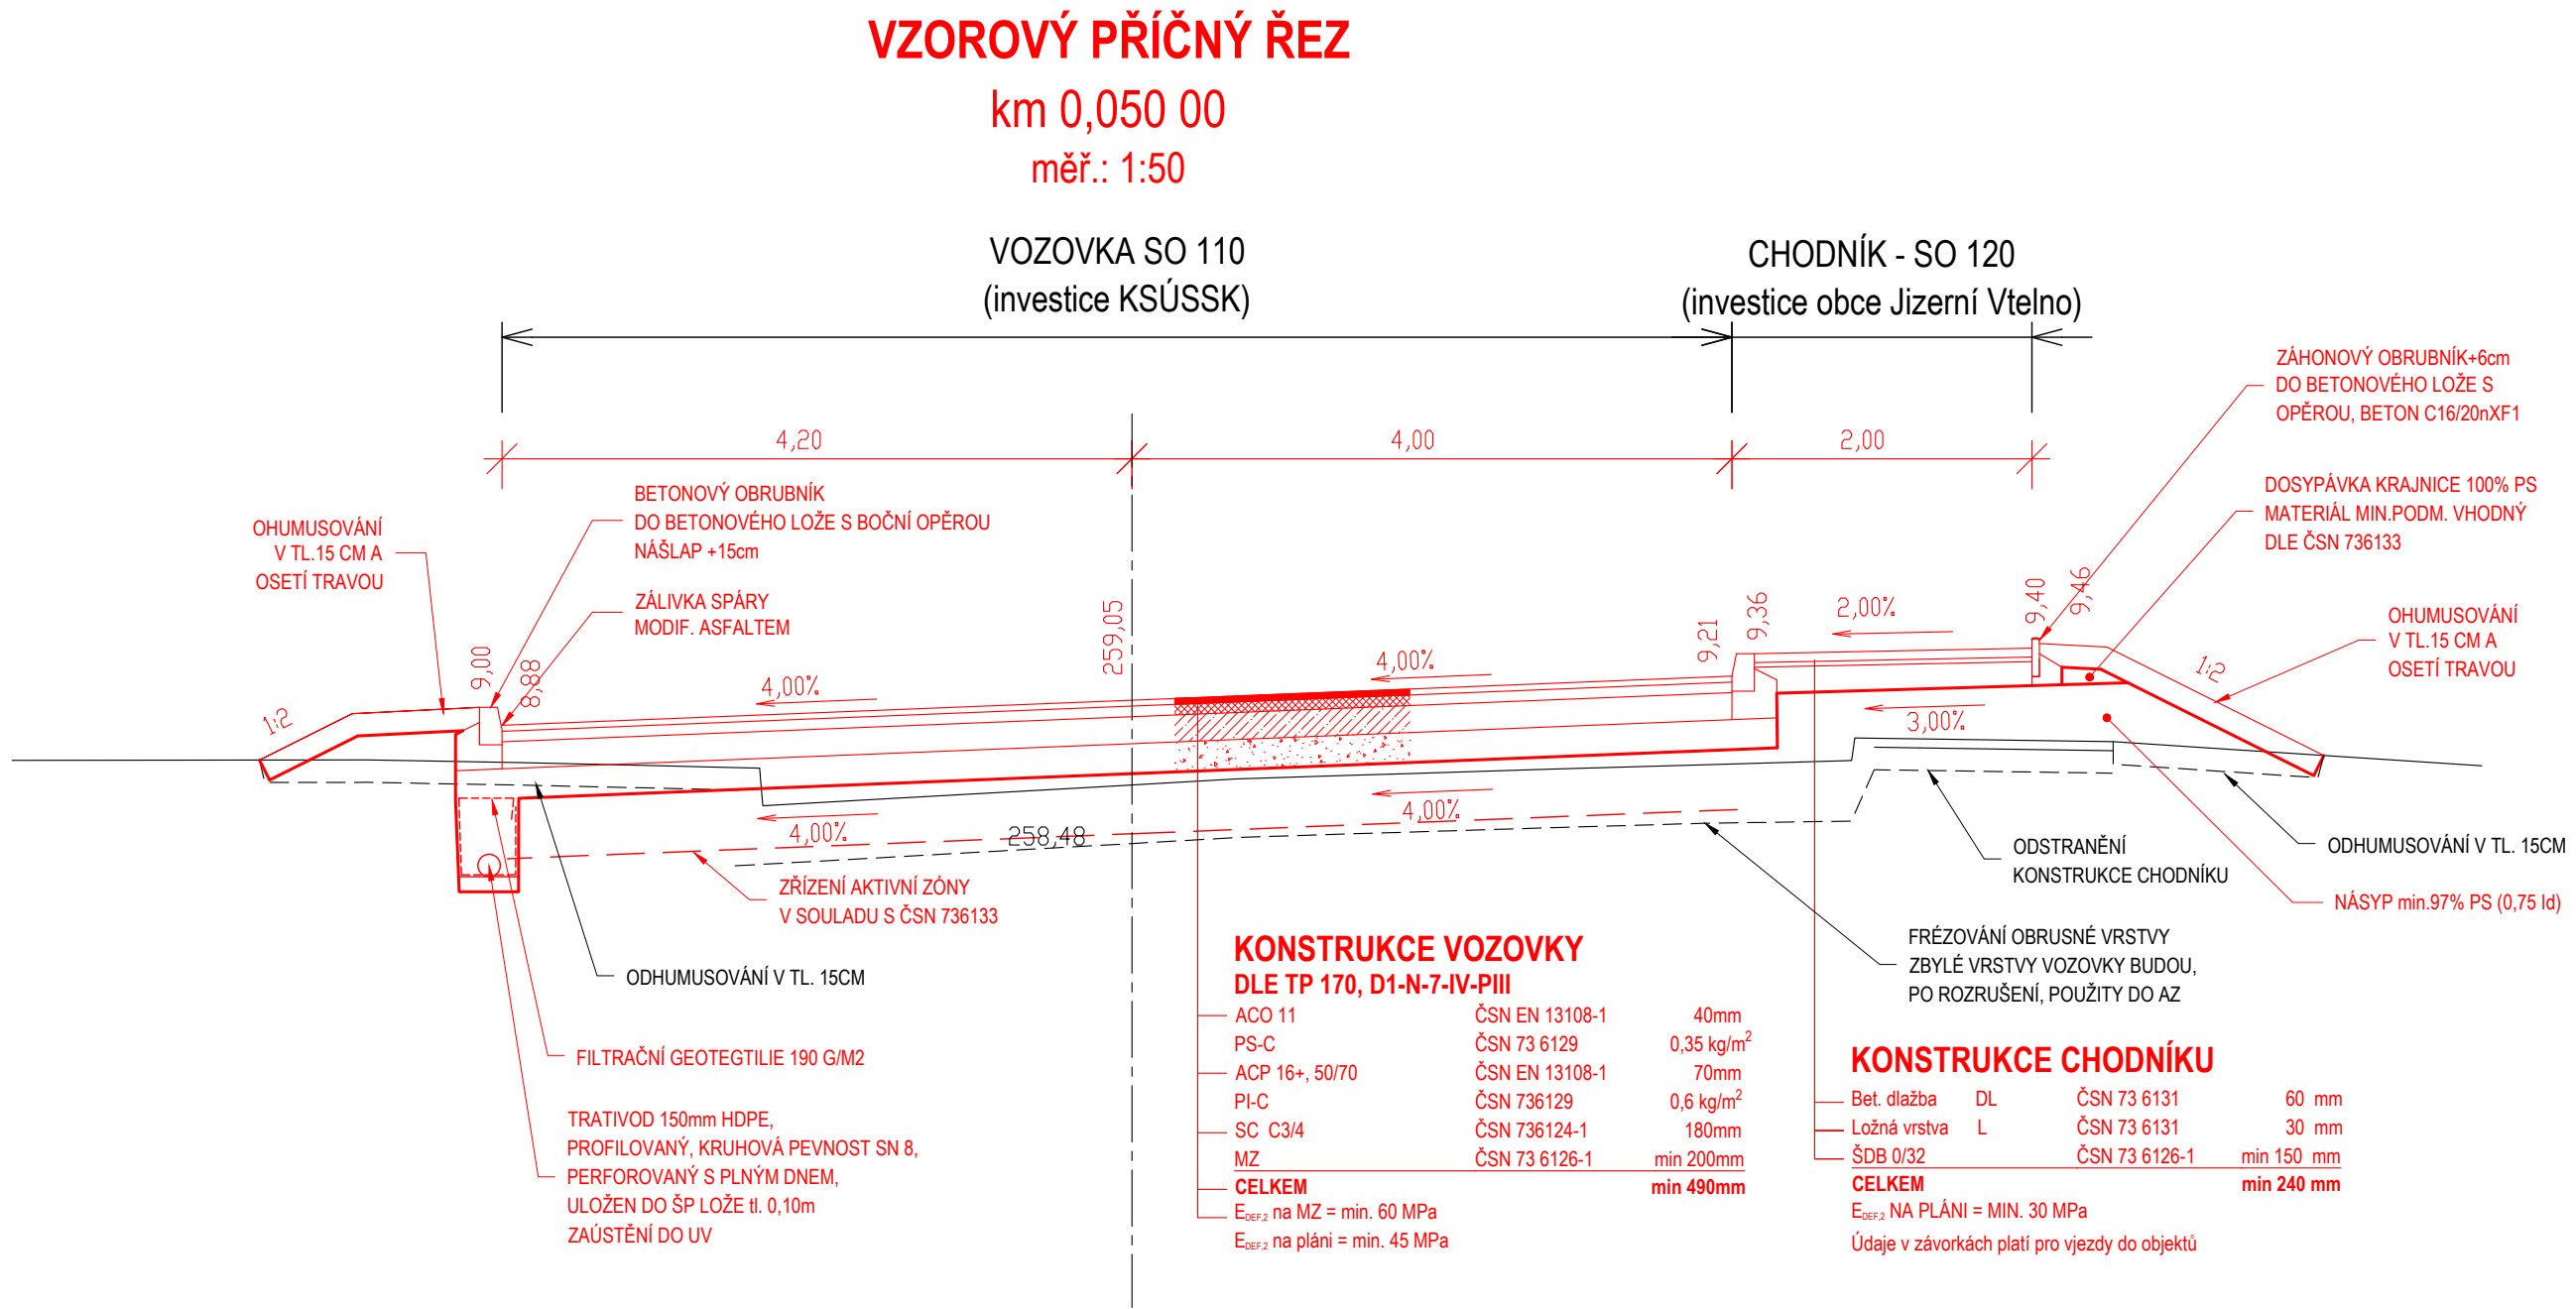 VZOROVÝ PŘÍČNÝ ŘEZ
km 0,050 00
měř.: 1:50
VOZOVKA SO 110
(investice KSÚSSK)
CHODNÍK - SO 120
(investice obce Jizerní Vtelno)
ZÁHONOVÝ OBRUBNÍK+6cm
DO BETONOVÉHO LOŽE S
OPĚROU, BETON C16/20nXF1
4,20
4,00
2,00
DOSYPÁVKA KRAJNICE 100% PS
MATERIÁL MIN.PODM. VHODNÝ
DLE ČSN 736133
BETONOVÝ OBRUBNÍK
DO BETONOVÉHO LOŽE S BOČNÍ OPĚROU
NÁŠLAP +15cm
OHUMUSOVÁNÍ
V TL.15 CM A
OSETÍ TRAVOU
ZÁLIVKA SPÁRY
MODIF. ASFALTEM
OHUMUSOVÁNÍ
V TL.15 CM A
OSETÍ TRAVOU
9,00
8,88
259,05
9,21
9,36
9,40
9,46
2,00%
4,00%
4,00%
1:2
1:2
3,00%
4,00%
4,00%
258,48
ZŘÍZENÍ AKTIVNÍ ZÓNY
V SOULADU S ČSN 736133
ODSTRANĚNÍ
KONSTRUKCE CHODNÍKU
ODHUMUSOVÁNÍ V TL. 15CM
NÁSYP min.97% PS (0,75 Id)
ODHUMUSOVÁNÍ V TL. 15CM
FRÉZOVÁNÍ OBRUSNÉ VRSTVY
ZBYLÉ VRSTVY VOZOVKY BUDOU,
PO ROZRUŠENÍ, POUŽITY DO AZ
FILTRAČNÍ GEOTEGTILIE 190 G/M2
TRATIVOD 150mm HDPE,
PROFILOVANÝ, KRUHOVÁ PEVNOST SN 8,
PERFOROVANÝ S PLNÝM DNEM,
ULOŽEN DO ŠP LOŽE tl. 0,10m
ZAÚSTĚNÍ DO UV
KONSTRUKCE VOZOVKY
DLE TP 170, D1-N-7-IV-PIII
ACO 11 ČSN EN 13108-1 40mm
PS-C ČSN 73 6129 0,35 kg/m²
ACP 16+, 50/70 ČSN EN 13108-1 70mm
PI-C ČSN 736129 0,6 kg/m²
SC C3/4 ČSN 736124-1 180mm
MZ ČSN 73 6126-1 min 200mm
CELKEM min 490mm
EDEF,2 na MZ = min. 60 MPa
EDEF,2 na pláni = min. 45 MPa
KONSTRUKCE CHODNÍKU
Bet. dlažba DL ČSN 73 6131 60 mm
Ložná vrstva L ČSN 73 6131 30 mm
ŠDB 0/32 ČSN 73 6126-1 min 150 mm
CELKEM min 240 mm
EDEF,2 NA PLÁNI = MIN. 30 MPa
Údaje v závorkách platí pro vjezdy do objektů